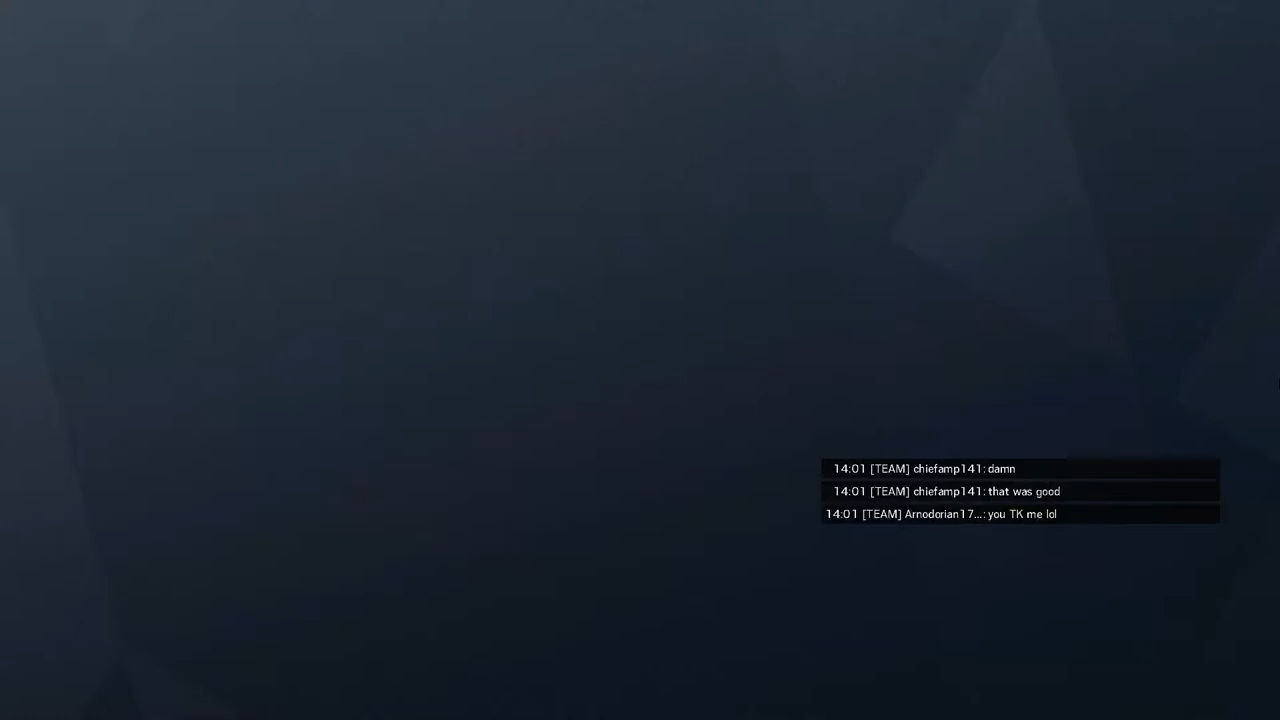 14:01 [TEAM] chiefamp141: damn
14:01 [TEAM] chiefamp141: that was good
14:01 [TEAM] Arnodorian17...: you TK me lol